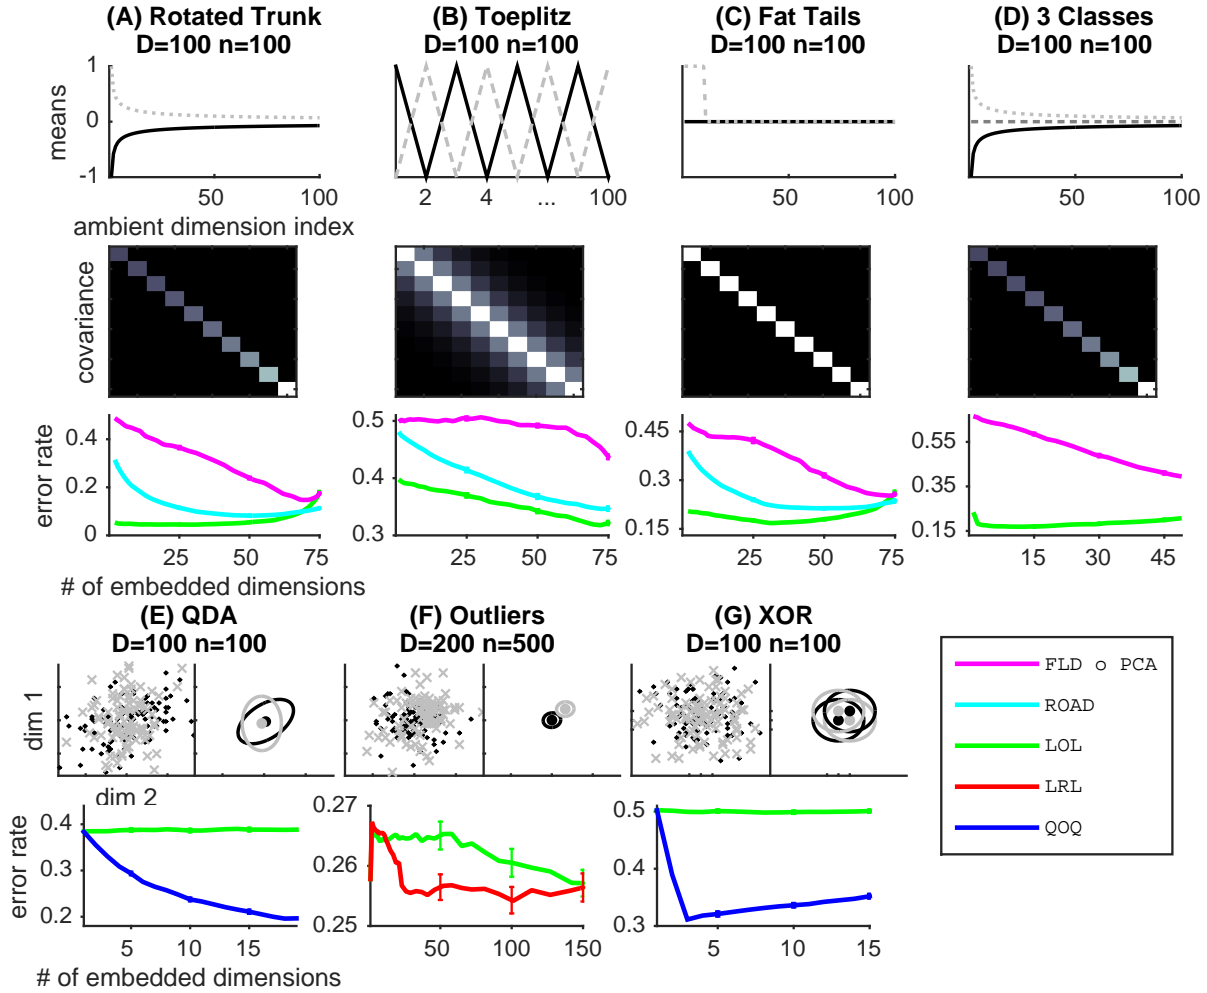 (A) Rotated Trunk
D=100 n=100
(B) Toeplitz
D=100 n=100
(C) Fat Tails
D=100 n=100
(D) 3 Classes
D=100 n=100
means
1
0
-1
50
100
2
4
...
100
50
100
50
100
ambient dimension index
covariance
error rate
0.4
0.2
0
25
50
75
0.5
0.4
0.3
25
50
75
0.45
0.3
0.15
25
50
75
0.55
0.35
0.15
15
30
45
# of embedded dimensions
(E) QDA
D=100 n=100
(F) Outliers
D=200 n=500
(G) XOR
D=100 n=100
dim 1
dim 2
error rate
0.4
0.3
0.2
5
10
15
0.27
0.26
0.25
50
100
150
0.5
0.4
0.3
5
10
15
# of embedded dimensions
FLD o PCA
ROAD
LOL
LRL
QOQ